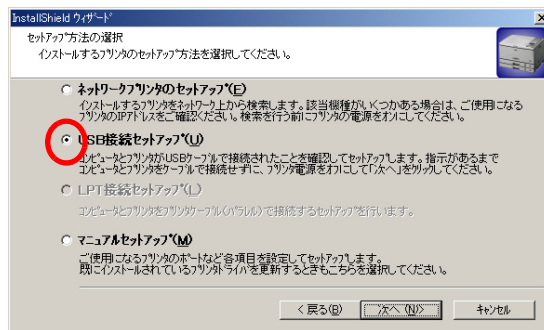 InstallShield ウィザード
セットアップ方法の選択
インストールするプリンタのセットアップ方法を選択してください。
ネットワークプリンタのセットアップ(E)
インストールするプリンタをネットワーク上から検索します。該当機種がいくつかある場合は、ご使用になる
プリンタのIPアドレスをご確認ください。検索を行う前にプリンタの電源をオンにしてください。
USB接続セットアップ(U)
コンピュータとプリンタがUSBケーブルで接続されたことを確認してセットアップします。指示があるまで
コンピュータとプリンタをケーブルで接続せずに、プリンタ電源をオフにして「次へ」をクリックしてください。
LPT接続セットアップ(L)
コンピュータとプリンタをプリンタケーブル(パラレル)で接続するセットアップを行います。
マニュアルセットアップ(M)
ご使用になるプリンタのポートなど各項目を設定してセットアップします。
既にインストールされているプリンタドライバを更新するときもこちらを選択してください。
< 戻る(B)
次へ (N)>
キャンセル